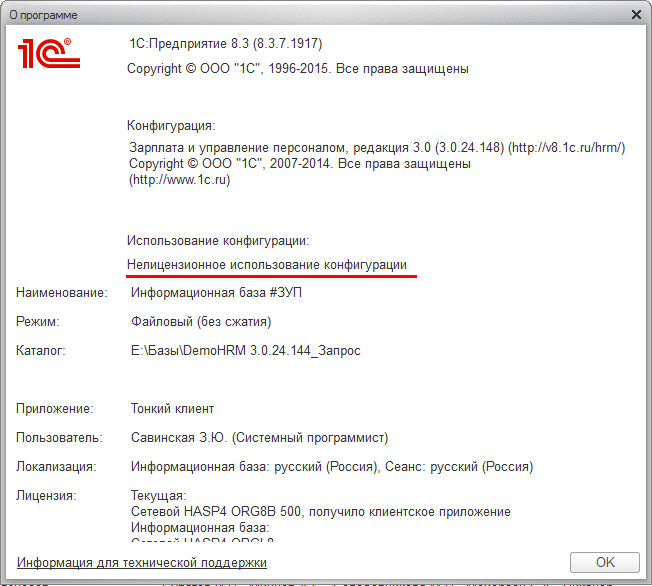 О программе
1С®
1С:Предприятие 8.3 (8.3.7.1917)
Copyright © ООО "1С", 1996-2015. Все права защищены
Конфигурация:
Зарплата и управление персоналом, редакция 3.0 (3.0.24.148) (http://v8.1c.ru/hrm/)
Copyright © ООО "1С", 2007-2014. Все права защищены
(http://www.1c.ru)
Использование конфигурации:
Нелицензионное использование конфигурации
Наименование: Информационная база #ЗУП
Режим: Файловый (без сжатия)
Каталог: E:\Базы\DemoHRM 3.0.24.144_Запрос
Приложение: Тонкий клиент
Пользователь: Савинская З.Ю. (Системный программист)
Локализация: Информационная база: русский (Россия), Сеанс: русский (Россия)
Лицензия: Текущая:
Сетевой HASP4 ORG8B 500, получило клиентское приложение
Информационная база:
Сетевой HASP4 ORGL8
Информация для технической поддержки
OK